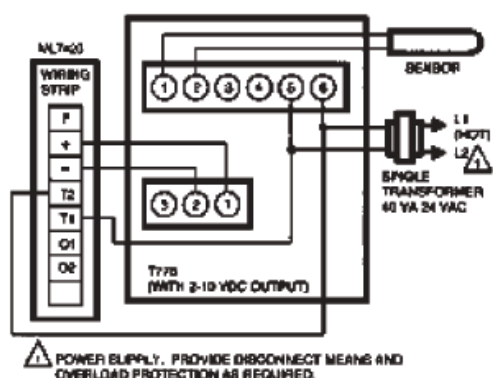 WIRING
STRIP
F
+
-
T2
T1
O1
O2
1 2 3 4 5 6
3 2 1
SENSOR
L1
(HOT)
L2
SINGLE
TRANSFORMER
40 VA 24 VAC
T775
(WITH 2-10 VDC OUTPUT)
POWER SUPPLY. PROVIDE DISCONNECT MEANS AND
OVERLOAD PROTECTION AS REQUIRED.